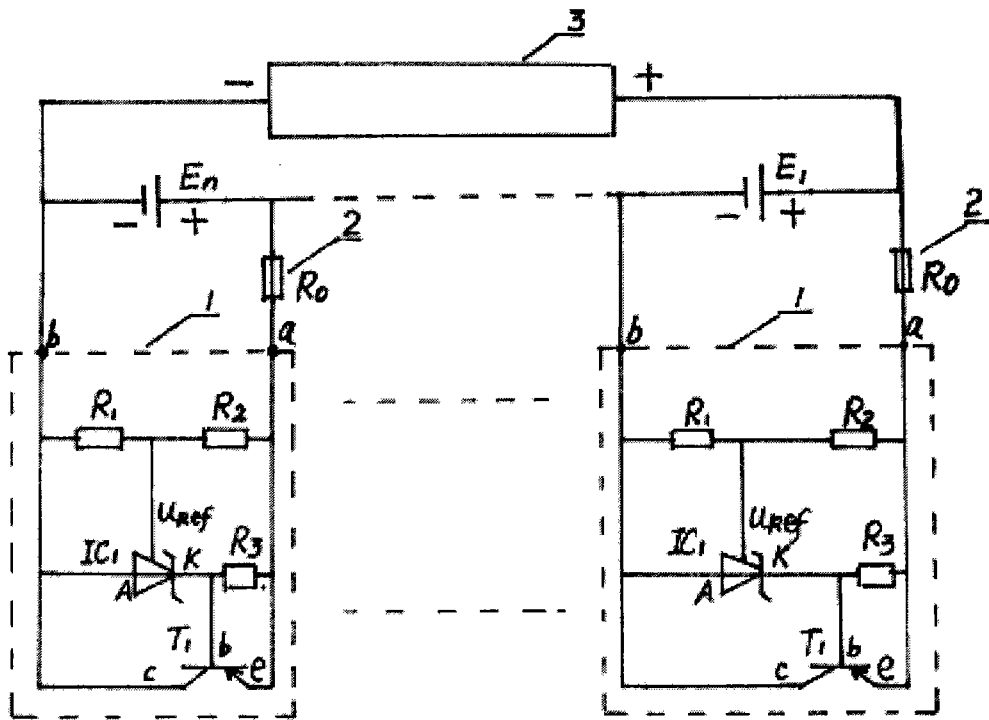 3
- +
En E1
- + - +
2 2
R0 R0
1 1
b a b a
R1 R2 R1 R2
uRef uRef
IC1 K R3 IC1 K R3
A A
T1 b T1 b
c e c e